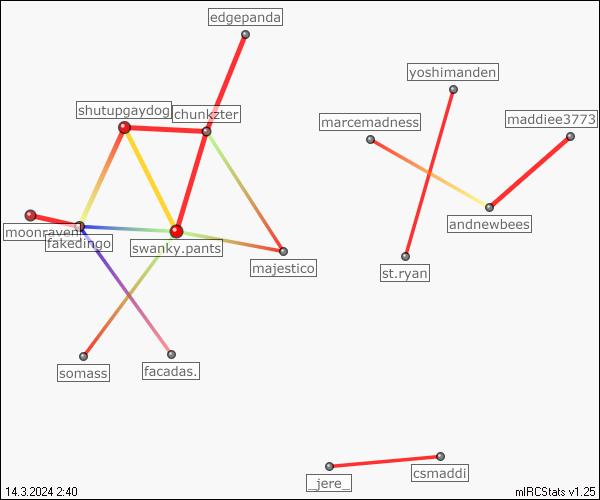 edgepanda
yoshimanden
shutupgaydog
chunkzter
marcemadness
maddiee3773
moonraven
fakedingo
swanky.pants
andnewbees
majestico
st.ryan
somass
facadas.
_jere_
csmaddi
14.3.2024 2:40
mIRCStats v1.25